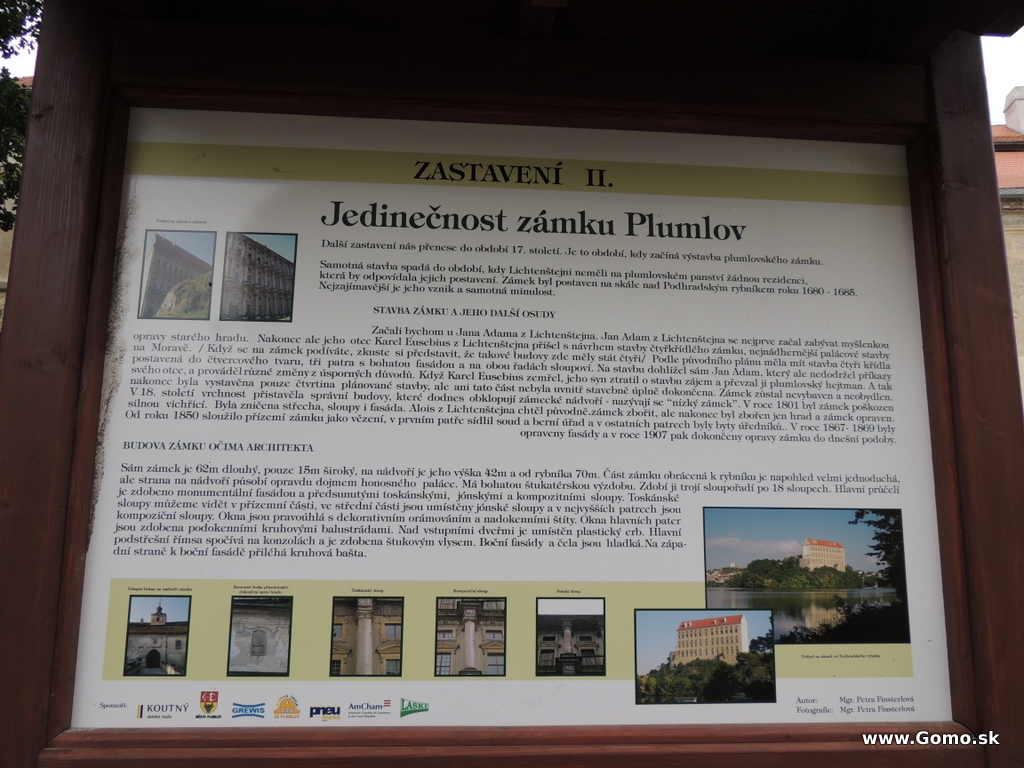 ZASTAVENÍ II.
Jedinečnost zámku Plumlov
Další zastavení nás přenese do období 17. století. Je to období, kdy začíná výstavba plumlovského zámku.
Samotná stavba spadá do období, kdy Lichtenštejni neměli na plumlovském panství žádnou rezidenci,
která by odpovídala jejich postavení. Zámek byl postaven na skále nad Podhradským rybníkem roku 1680 - 1685.
Nejzajímavější je jeho vznik a samotná minulost.
STAVBA ZÁMKU A JEHO DALŠÍ OSUDY
Začali bychom u Jana Adama z Lichtenštejna. Jan Adam z Lichtenštejna se nejprve začal zabývat myšlenkou
opravy starého hradu. Nakonec ale jeho otec Karel Eusebius z Lichtenštejna přišel s návrhem stavby čtyřkřídlého zámku, nejnádhernější palácové stavby
na Moravě. / Když se na zámek podíváte, zkuste si představit, že takové budovy zde měly stát čtyři/ Podle původního plánu měla mít stavba čtyři křídla
postavená do čtvercového tvaru, tři patra s bohatou fasádou a na obou řadách sloupoví. Na stavbu dohlížel sám Jan Adam, který ale nedodržel příkazy
svého otce, a prováděl různé změny z úsporných důvodů. Když Karel Eusebius zemřel, jeho syn ztratil o stavbu zájem a převzal ji plumlovský hejtman. A tak
nakonec byla vystavěna pouze čtvrtina plánované stavby, ale ani tato část nebyla uvnitř stavebně úplně dokončena. Zámek zůstal nevybaven a neobydlen.
V 18. století vrchnost přistavěla správní budovy, které dodnes obklopují zámecké nádvoří - nazývají se "nízký zámek". V roce 1801 byl zámek poškozen
silnou vichřicí. Byla zničena střecha, sloupy i fasáda. Alois z Lichtenštejna chtěl původně.zámek zbořit, ale nakonec byl zbořen jen hrad a zámek opraven.
Od roku 1850 sloužilo přízemí zámku jako vězení, v prvním patře sídlil soud a berní úřad a v ostatních patrech byly byty úředníků.. V roce 1867- 1869 byly
opraveny fasády a v roce 1907 pak dokončeny opravy zámku do dnešní podoby.
BUDOVA ZÁMKU OČIMA ARCHITEKTA
Sám zámek je 62m dlouhý, pouze 15m široký, na nádvoří je jeho výška 42m a od rybníka 70m. Část zámku obrácená k rybníku je napohled velmi jednoduchá,
ale strana na nádvoří působí opravdu dojmem honosného paláce. Má bohatou štukatérskou výzdobu. Zdobí ji trojí sloupořadí po 18 sloupech. Hlavní průčelí
je zdobeno monumentální fasádou a předsunutými toskánskými, jónskými a kompozitními sloupy. Toskánské
sloupy můžeme vidět v přízemní části, ve střední části jsou umístěny jónské sloupy a v nejvyšších patrech jsou
kompoziční sloupy. Okna jsou pravoúhlá s dekorativním orámováním a nadokenními štíty. Okna hlavních pater
jsou zdobena podokenními kruhovými balustrádami. Nad vstupními dveřmi je umístěn plastický erb. Hlavní
podstřešní římsa spočívá na konzolách a je zdobena štukovým vlysem. Boční fasády a čela jsou hladká.Na zápa-
dní straně k boční fasádě přiléhá kruhová bašta.
Toskánský sloup
Kompoziční sloup
Jónský sloup
Pohled na zámek od Podhradského rybníka
Sponzoři:
KOUTNÝ
MĚSTO PLUMLOV
GREWIS
pneu
AmCham
LÁSKE
Autor: Mgr. Petra Finsterlová
Fotografie: Mgr. Petra Finsterlová
www.Gomo.sk